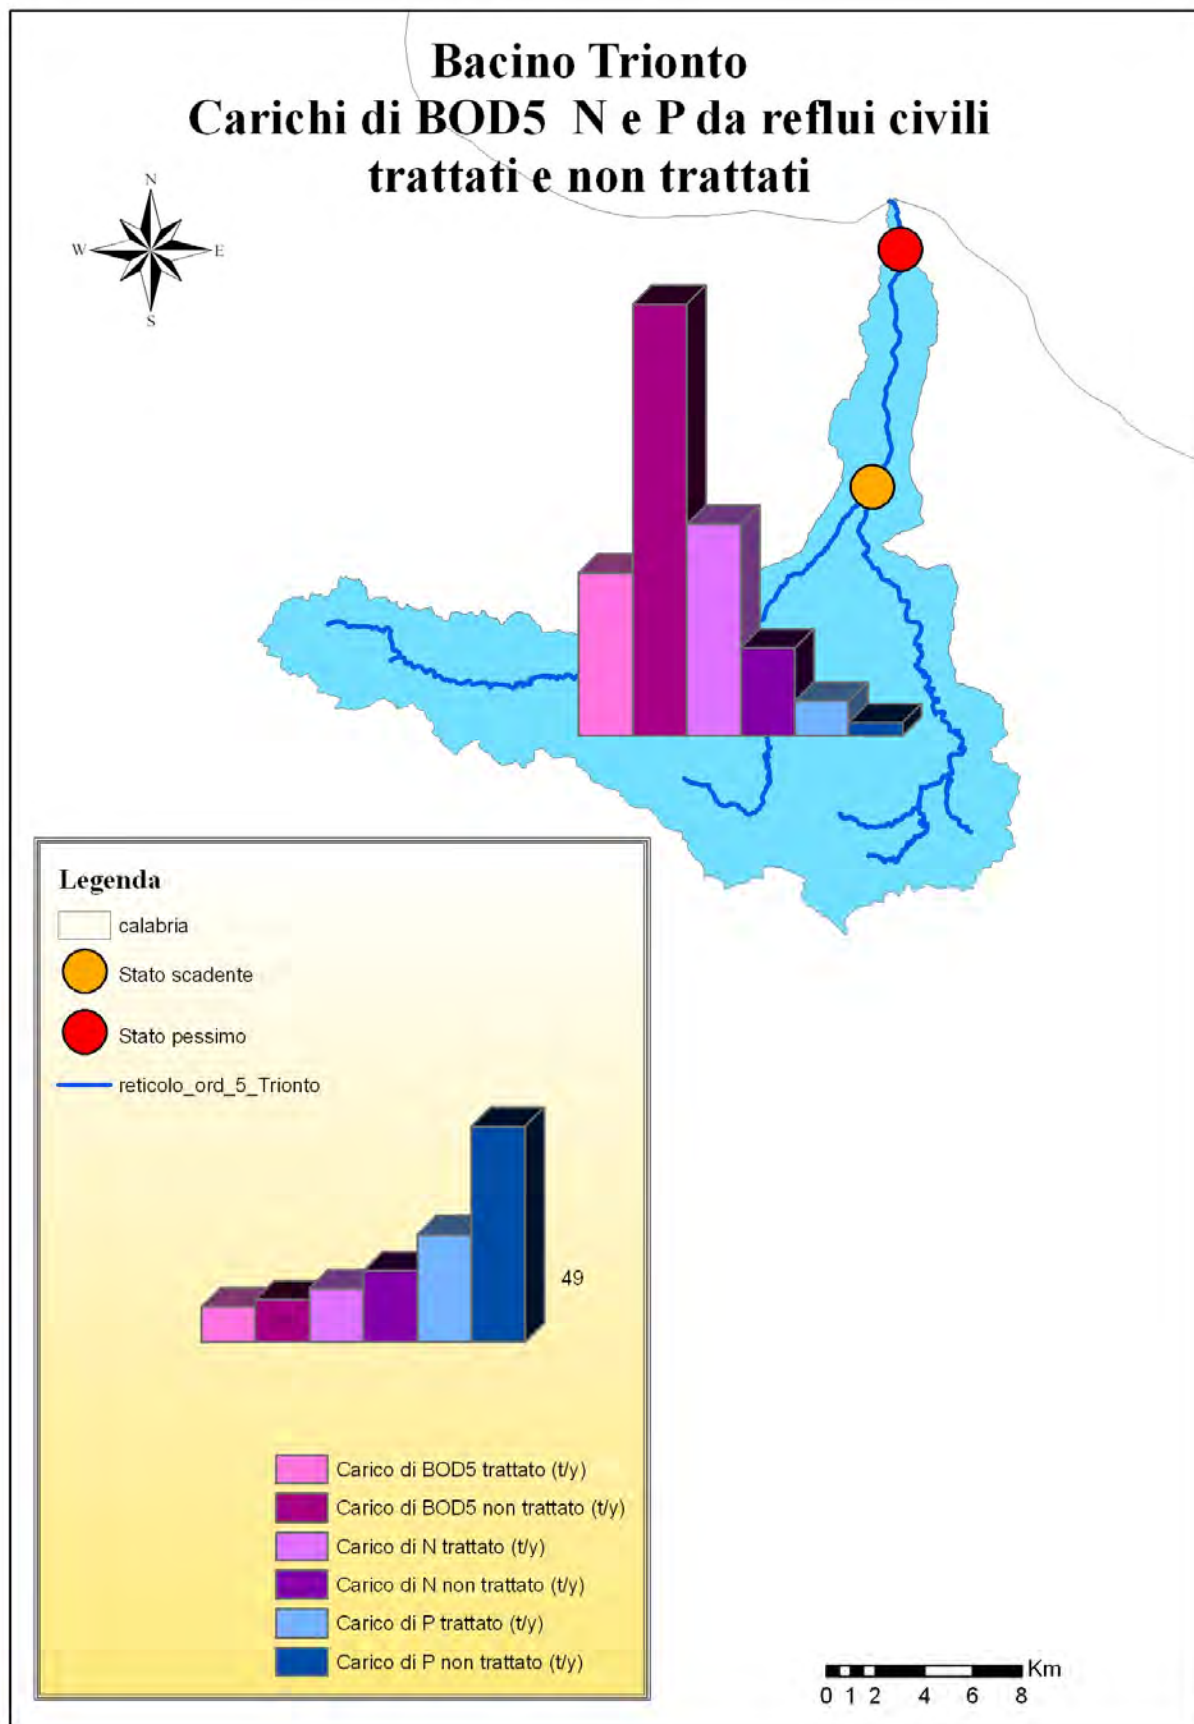 Bacino Trionto
Carichi di BOD5 N e P da reflui civili
trattati e non trattati
N
W
E
S
Legenda
calabria
Stato scadente
Stato pessimo
reticolo_ord_5_Trionto
49
Carico di BOD5 trattato (t/y)
Carico di BOD5 non trattato (t/y)
Carico di N trattato (t/y)
Carico di N non trattato (t/y)
Carico di P trattato (t/y)
Carico di P non trattato (t/y)
Km
0 1 2 4 6 8